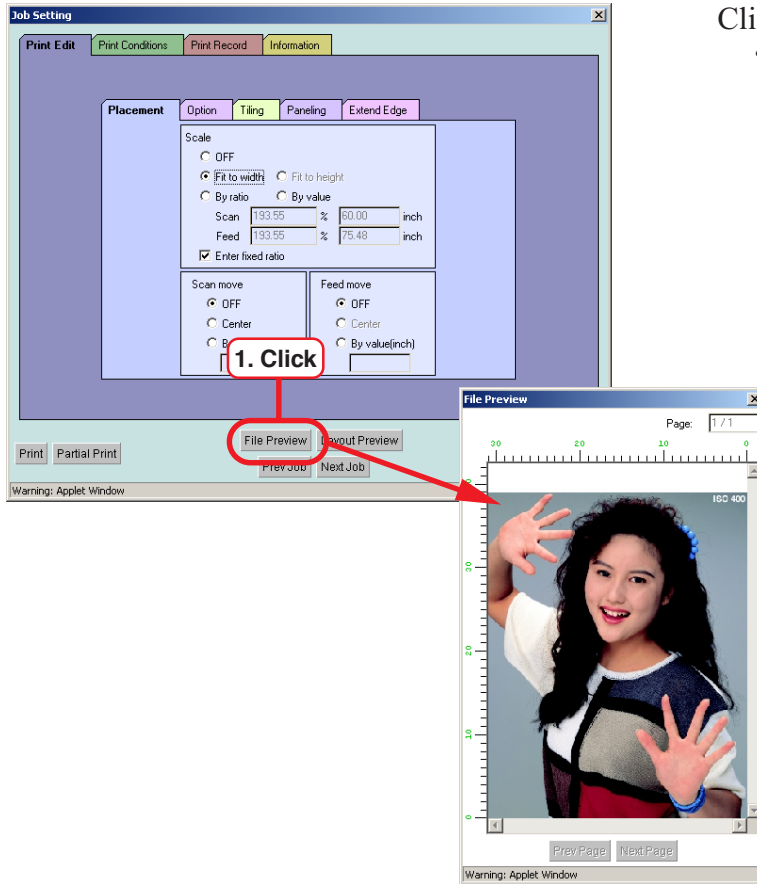 Job Setting
Cli
Print Edit Print Conditions Print Record Information
Placement Option Tiling Paneling Extend Edge
Scale
OFF
Fit to width Fit to height
By ratio By value
Scan 193.55 % 60.00 inch
Feed 193.55 % 75.48 inch
Enter fixed ratio
Scan move Feed move
OFF OFF
Center Center
B By value(inch)
1. Click
File Preview Layout Preview
Print Partial Print
Prev Job Next Job
Warning: Applet Window
File Preview
Page: 1 / 1
30 20 10 0
ISO 400
30
20
10
0
Prev Page Next Page
Warning: Applet Window